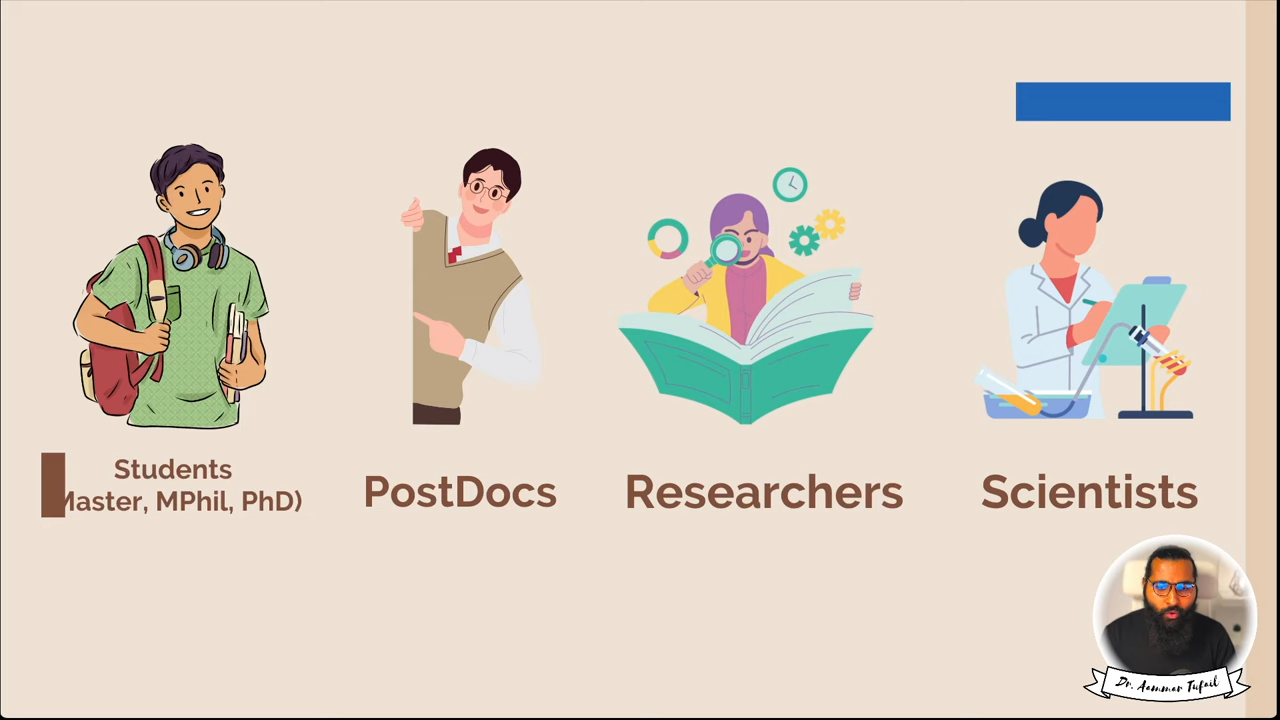 Students
Master, MPhil, PhD)
PostDocs
Researchers
Scientists
Dr. Aammar Tufail